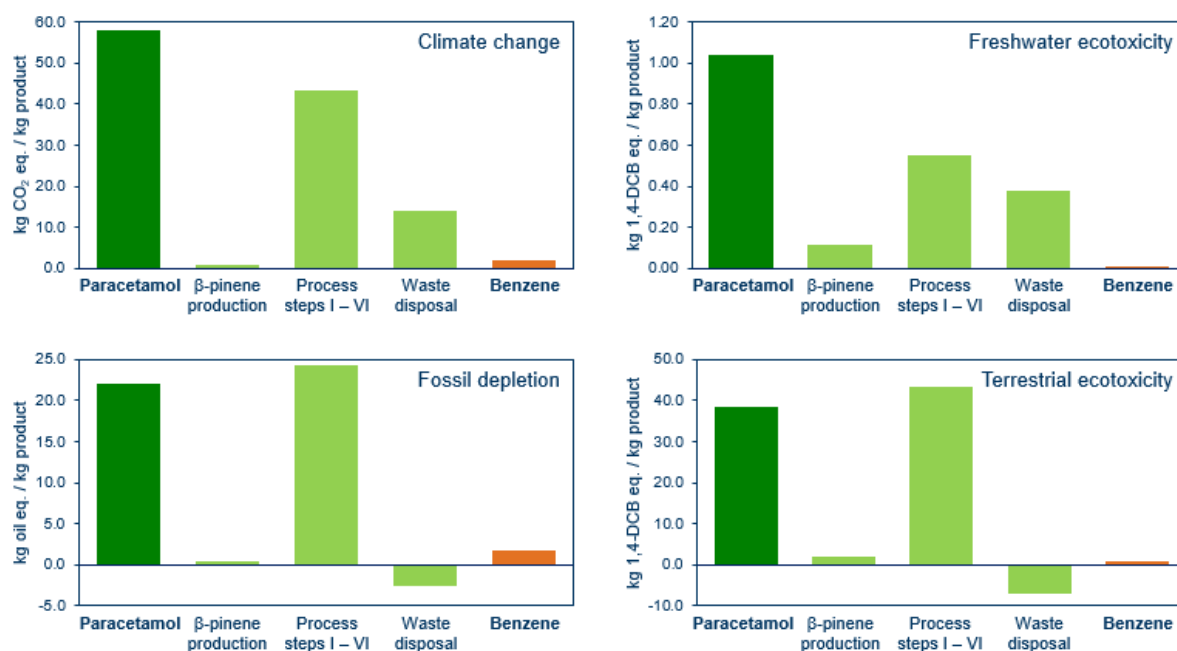 Climate change
kg CO₂ eq. / kg product
60.0
50.0
40.0
30.0
20.0
10.0
0.0
Paracetamol
β-pinene
production
Process
steps I – VI
Waste
disposal
Benzene
Freshwater ecotoxicity
kg 1,4-DCB eq. / kg product
1.20
1.00
0.80
0.60
0.40
0.20
0.00
Paracetamol
β-pinene
production
Process
steps I – VI
Waste
disposal
Benzene
Fossil depletion
kg oil eq. / kg product
25.0
20.0
15.0
10.0
5.0
0.0
-5.0
Paracetamol
β-pinene
production
Process
steps I – VI
Waste
disposal
Benzene
Terrestrial ecotoxicity
kg 1,4-DCB eq. / kg product
50.0
40.0
30.0
20.0
10.0
0.0
-10.0
Paracetamol
β-pinene
production
Process
steps I – VI
Waste
disposal
Benzene